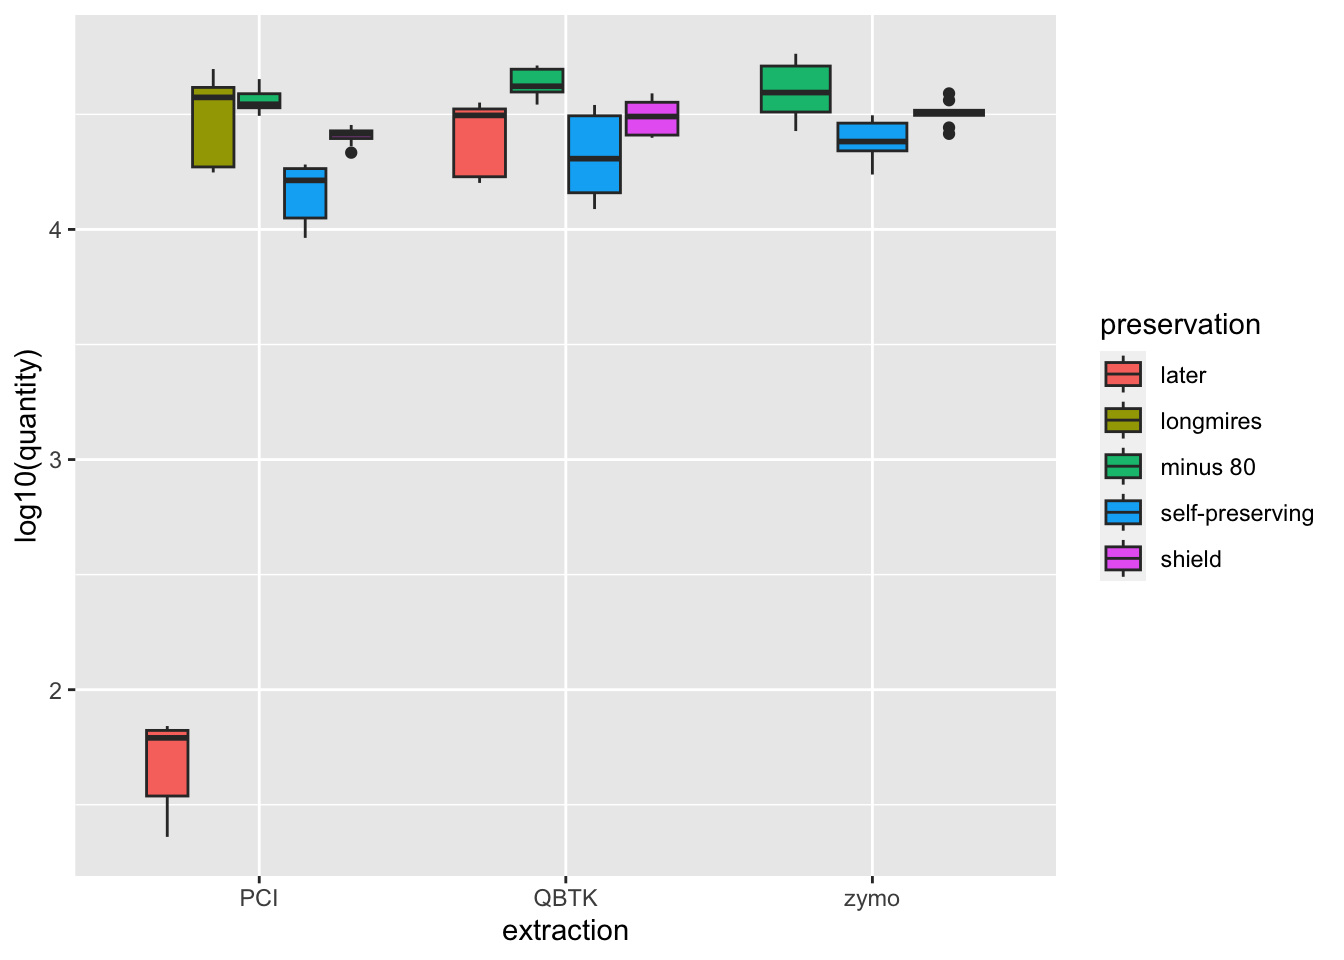 log10(quantity)
4
3
2
PCI
QBTK
zymo
extraction
preservation
later
longmires
minus 80
self-preserving
shield